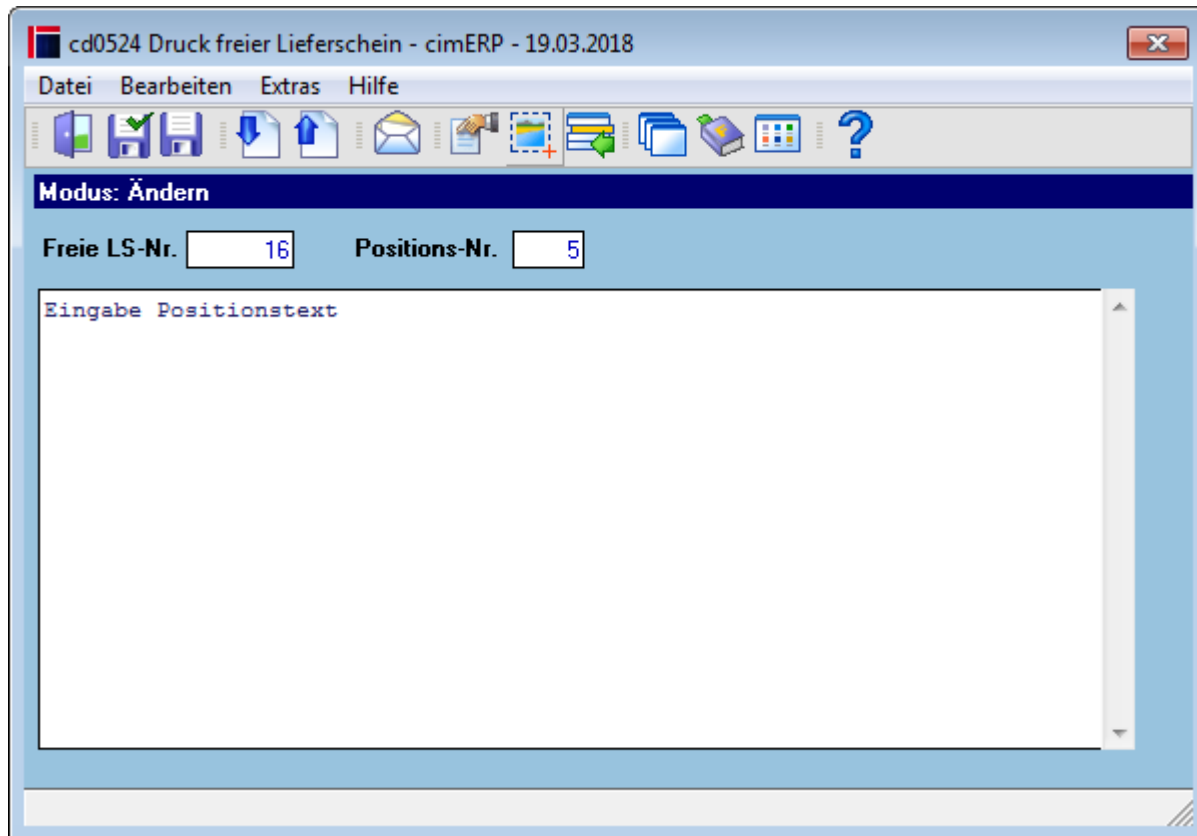 cd0524 Druck freier Lieferschein - cimERP - 19.03.2018
Datei Bearbeiten Extras Hilfe
Modus: Ändern
Freie LS-Nr. 16 Positions-Nr. 5
Eingabe Positionstext